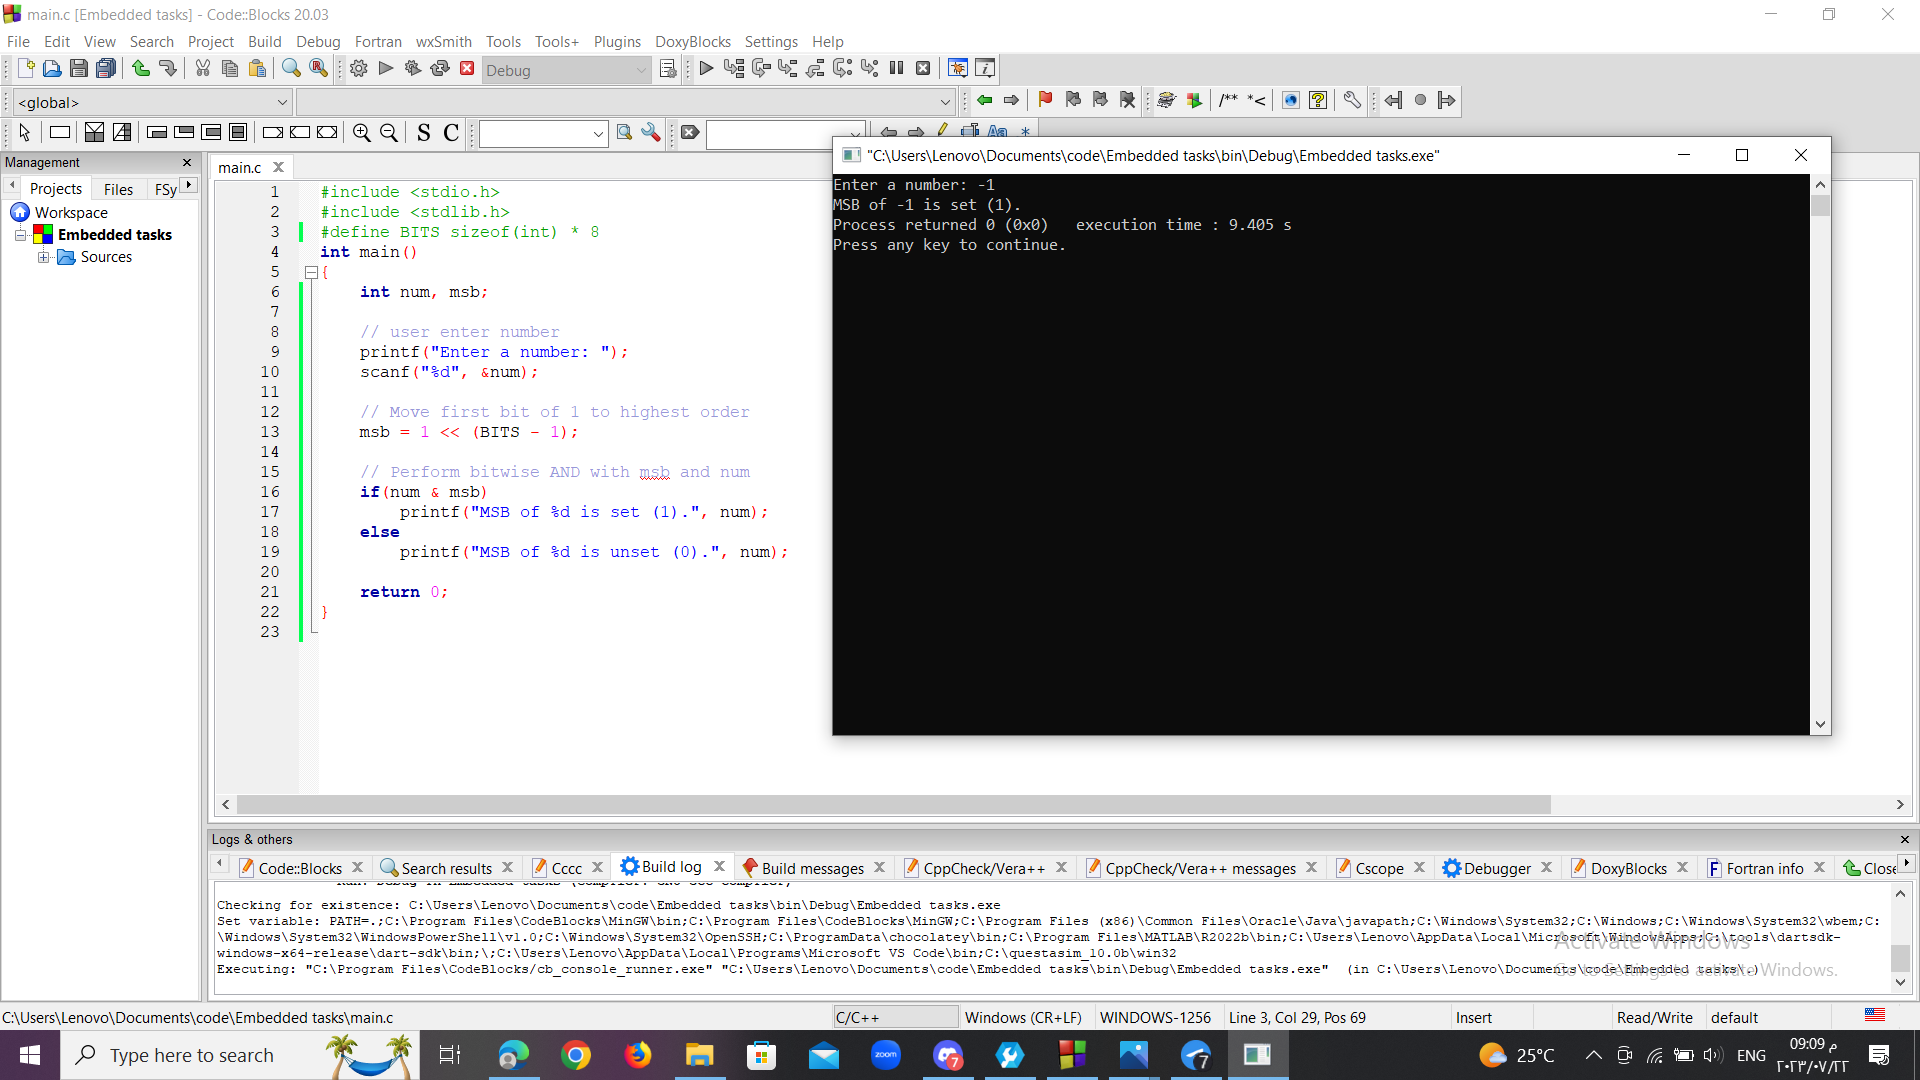 main.c [Embedded tasks] - Code::Blocks 20.03
File Edit View Search Project Build Debug Fortran wxSmith Tools Tools+ Plugins DoxyBlocks Settings Help
Debug
<global>
/** *<
S C
Management
Projects Files FSy
Workspace
Embedded tasks
Sources
main.c
1 #include <stdio.h>
2 #include <stdlib.h>
3 #define BITS sizeof(int) * 8
4 int main()
5 {
6 int num, msb;
7
8 // user enter number
9 printf("Enter a number: ");
10 scanf("%d", &num);
11
12 // Move first bit of 1 to highest order
13 msb = 1 << (BITS - 1);
14
15 // Perform bitwise AND with msb and num
16 if(num & msb)
17 printf("MSB of %d is set (1).", num);
18 else
19 printf("MSB of %d is unset (0).", num);
20
21 return 0;
22 }
23
"C:\Users\Lenovo\Documents\code\Embedded tasks\bin\Debug\Embedded tasks.exe"
Enter a number: -1
MSB of -1 is set (1).
Process returned 0 (0x0) execution time : 9.405 s
Press any key to continue.
Logs & others
Code::Blocks Search results Cccc Build log Build messages CppCheck/Vera++ CppCheck/Vera++ messages Cscope Debugger DoxyBlocks Fortran info Close
Checking for existence: C:\Users\Lenovo\Documents\code\Embedded tasks\bin\Debug\Embedded tasks.exe
Set variable: PATH=.;C:\Program Files\CodeBlocks\MinGW\bin;C:\Program Files\CodeBlocks\MinGW;C:\Program Files (x86)\Common Files\Oracle\Java\javapath;C:\Windows\System32;C:\Windows;C:\Windows\System32\wbem;C:
\Windows\System32\WindowsPowerShell\v1.0;C:\Windows\System32\OpenSSH;C:\ProgramData\chocolatey\bin;C:\Program Files\MATLAB\R2022b\bin;C:\Users\Lenovo\AppData\Local\Microsoft\WindowsApps;C:\tools\dartsdk-
windows-x64-release\dart-sdk\bin;\;C:\Users\Lenovo\AppData\Local\Programs\Microsoft VS Code\bin;C:\questasim_10.0b\win32
Executing: "C:\Program Files\CodeBlocks/cb_console_runner.exe" "C:\Users\Lenovo\Documents\code\Embedded tasks\bin\Debug\Embedded tasks.exe" (in C:\Users\Lenovo\Documents\code\Embedded tasks\.)
Activate Windows
Go to Settings to activate Windows.
C:\Users\Lenovo\Documents\code\Embedded tasks\main.c C/C++ Windows (CR+LF) WINDOWS-1256 Line 3, Col 29, Pos 69 Insert Read/Write default
Type here to search
zoom
7
7
25°C
ENG
09:09 م
٢٠٢٣/٠٧/٢٢